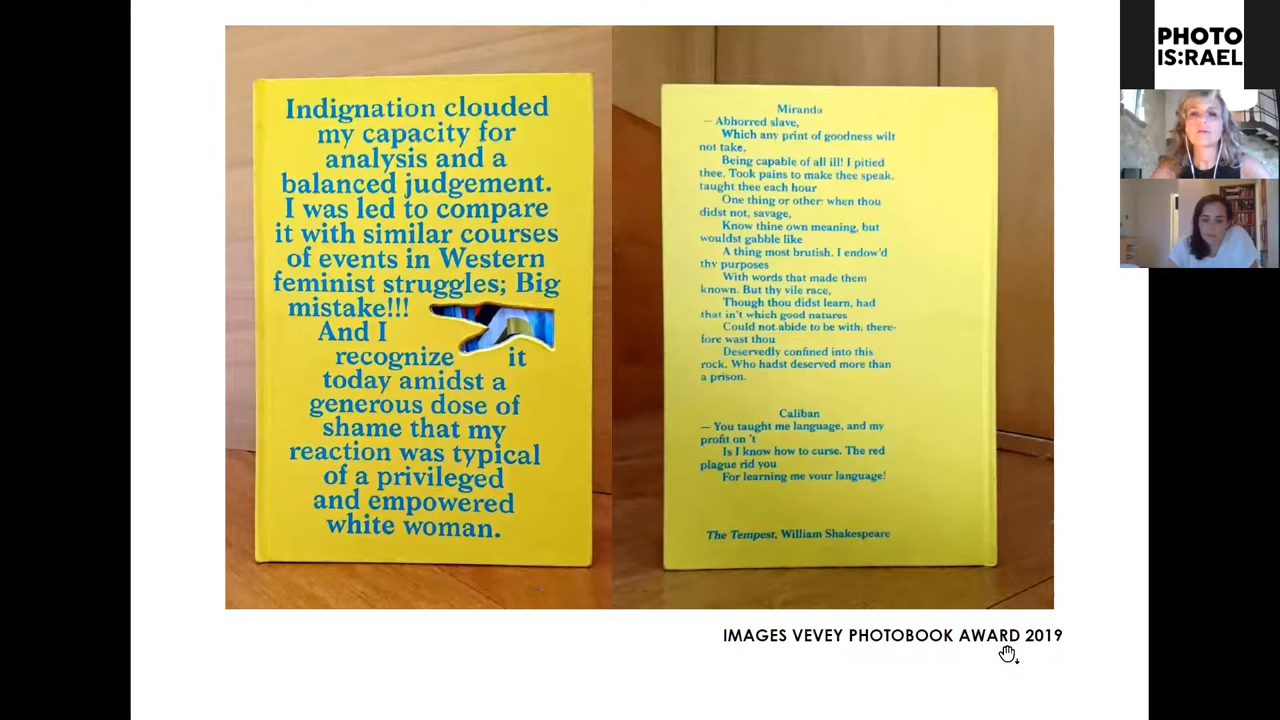 Indignation clouded
my capacity for
analysis and a
balanced judgement.
I was led to compare
it with similar courses
of events in Western
feminist struggles; Big
mistake!!!
And I
recognize it
today amidst a
generous dose of
shame that my
reaction was typical
of a privileged
and empowered
white woman.
Miranda
— Abhorred slave,
Which any print of goodness wilt
not take,
Being capable of all ill! I pitied
thee, Took pains to make thee speak,
taught thee each hour
One thing or other: when thou
didst not, savage,
Know thine own meaning, but
wouldst gabble like
A thing most brutish, I endow'd
thy purposes
With words that made them
known. But thy vile race,
Though thou didst learn, had
that in't which good natures
Could not abide to be with; there-
fore wast thou
Deservedly confined into this
rock, Who hadst deserved more than
a prison.
Caliban
— You taught me language, and my
profit on 't
Is I know how to curse. The red
plague rid you
For learning me your language!
The Tempest, William Shakespeare
IMAGES VEVEY PHOTOBOOK AWARD 2019
PHOTO
IS:RAEL